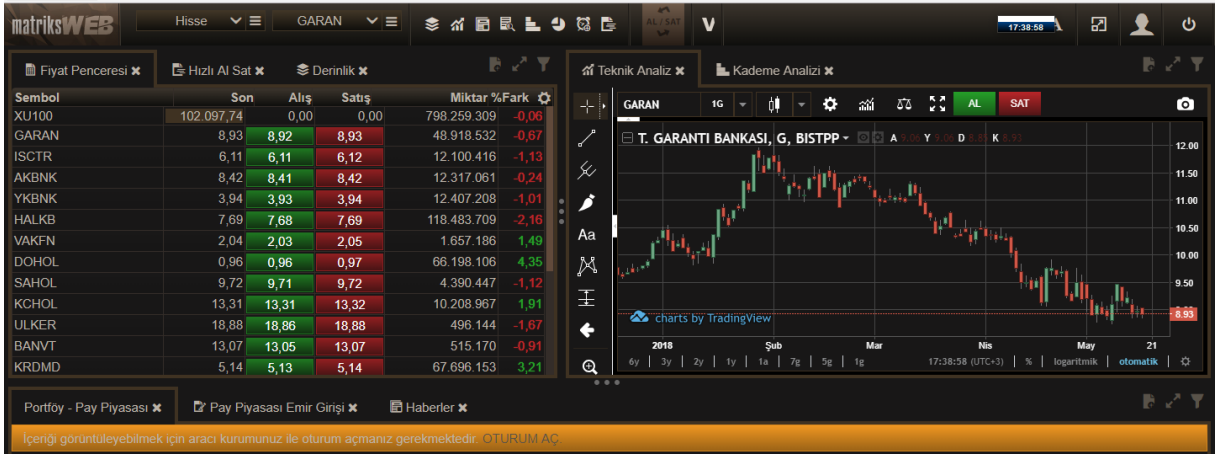 matriksWEB Hisse GARAN AL / SAT V 17:38:58
Fiyat Penceresi Hızlı Al Sat Derinlik
Teknik Analiz Kademe Analizi
Sembol Son Alış Satış Miktar %Fark
XU100 102.097,74 0,00 0,00 798.259.309 -0,06
GARAN 8,93 8,92 8,93 48.918.532 -0,67
ISCTR 6,11 6,11 6,12 12.100.416 -1,13
AKBNK 8,42 8,41 8,42 12.317.061 -0,24
YKBNK 3,94 3,93 3,94 12.407.208 -1,01
HALKB 7,69 7,68 7,69 118.483.709 -2,16
VAKFN 2,04 2,03 2,05 1.657.186 1,49
DOHOL 0,96 0,96 0,97 66.198.106 4,35
SAHOL 9,72 9,71 9,72 4.390.447 -1,12
KCHOL 13,31 13,31 13,32 10.208.967 1,91
ULKER 18,88 18,86 18,88 496.144 -1,67
BANVT 13,07 13,05 13,07 515.170 -0,91
KRDMD 5,14 5,13 5,14 67.696.153 3,21
GARAN 1G AL SAT
T. GARANTI BANKASI, G, BISTPP A 9.06 Y 9.06 D K 8.93
Aa
12.00
11.50
11.00
10.50
10.00
9.50
8.93
charts by TradingView
2018 Şub Mar Nis May 21
6y 3y 2y 1y 1a 7g 5g 1g 17:38:58 (UTC+3) % logaritmik otomatik
Portföy - Pay Piyasası Pay Piyasası Emir Girişi Haberler
İçeriği görüntüleyebilmek için aracı kurumunuz ile oturum açmanız gerekmektedir. OTURUM AÇ.